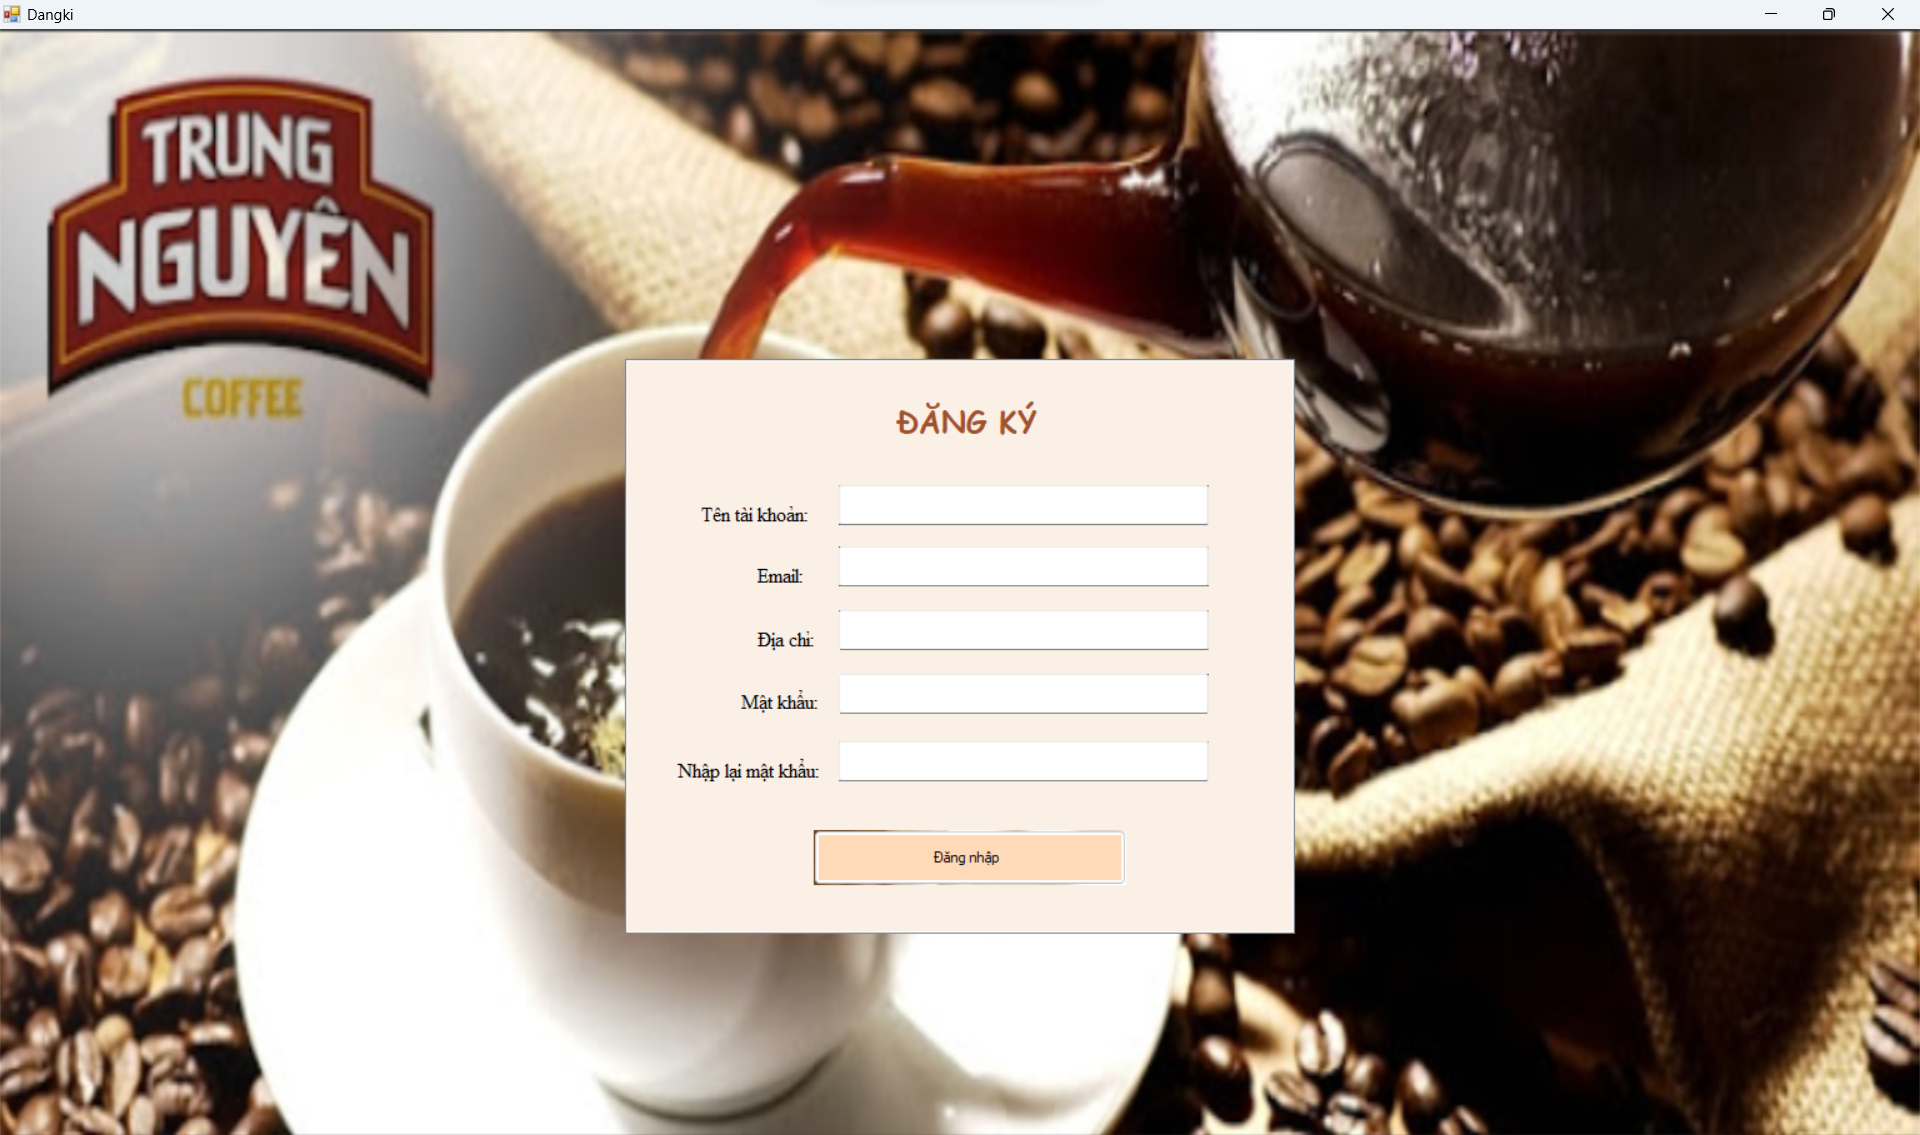 Dangki
TRUNG
NGUYÊN
COFFEE
ĐĂNG KÝ
Tên tài khoản:
Email:
Địa chỉ:
Mật khẩu:
Nhập lại mật khẩu:
Đăng nhập